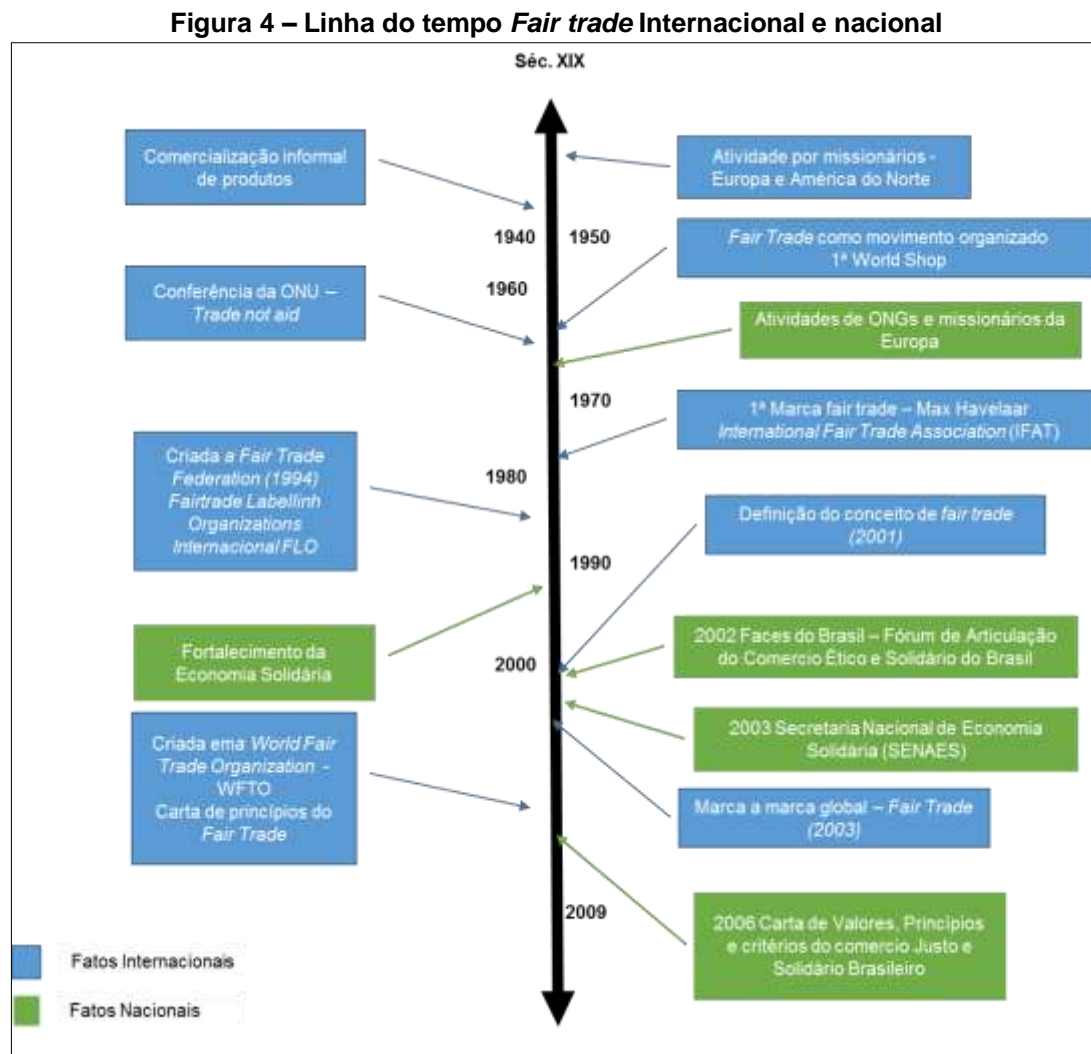 Figura 4 – Linha do tempo Fair trade Internacional e nacional
Séc. XIX
Comercialização informal
de produtos
Atividade por missionários -
Europa e América do Norte
1940
1950
Fair Trade como movimento organizado
1ª World Shop
Conferência da ONU –
Trade not aid
1960
Atividades de ONGs e missionários da
Europa
1970
1ª Marca fair trade – Max Havelaar
International Fair Trade Association (IFAT)
Criada a Fair Trade
Federation (1994)
Fairtrade Labellinh
Organizations
Internacional FLO
1980
Definição do conceito de fair trade
(2001)
1990
Fortalecimento da
Economia Solidária
2000
2002 Faces do Brasil – Fórum de Articulação
do Comercio Ético e Solidário do Brasil
2003 Secretaria Nacional de Economia
Solidária (SENAES)
Criada ema World Fair
Trade Organization -
WFTO
Carta de princípios do
Fair Trade
Marca a marca global – Fair Trade
(2003)
2009
2006 Carta de Valores, Princípios
e critérios do comercio Justo e
Solidário Brasileiro
Fatos Internacionais
Fatos Nacionais